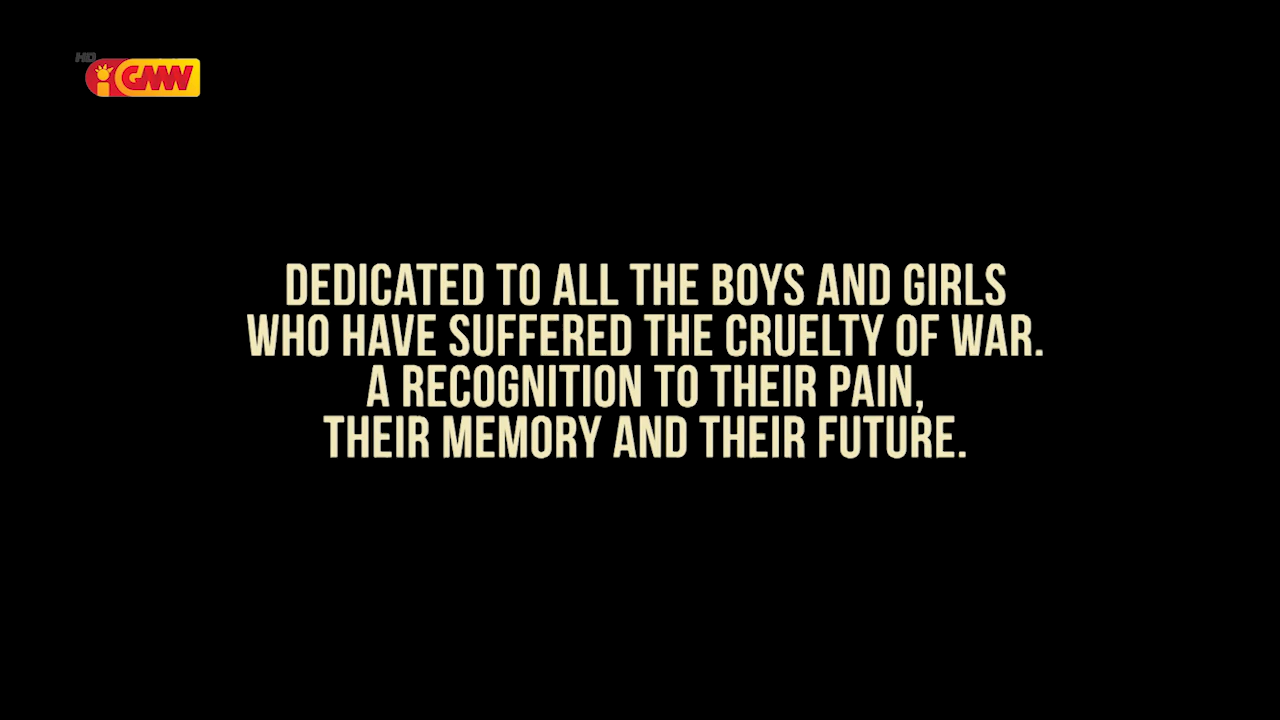 HD
iGMW
DEDICATED TO ALL THE BOYS AND GIRLS
WHO HAVE SUFFERED THE CRUELTY OF WAR.
A RECOGNITION TO THEIR PAIN,
THEIR MEMORY AND THEIR FUTURE.